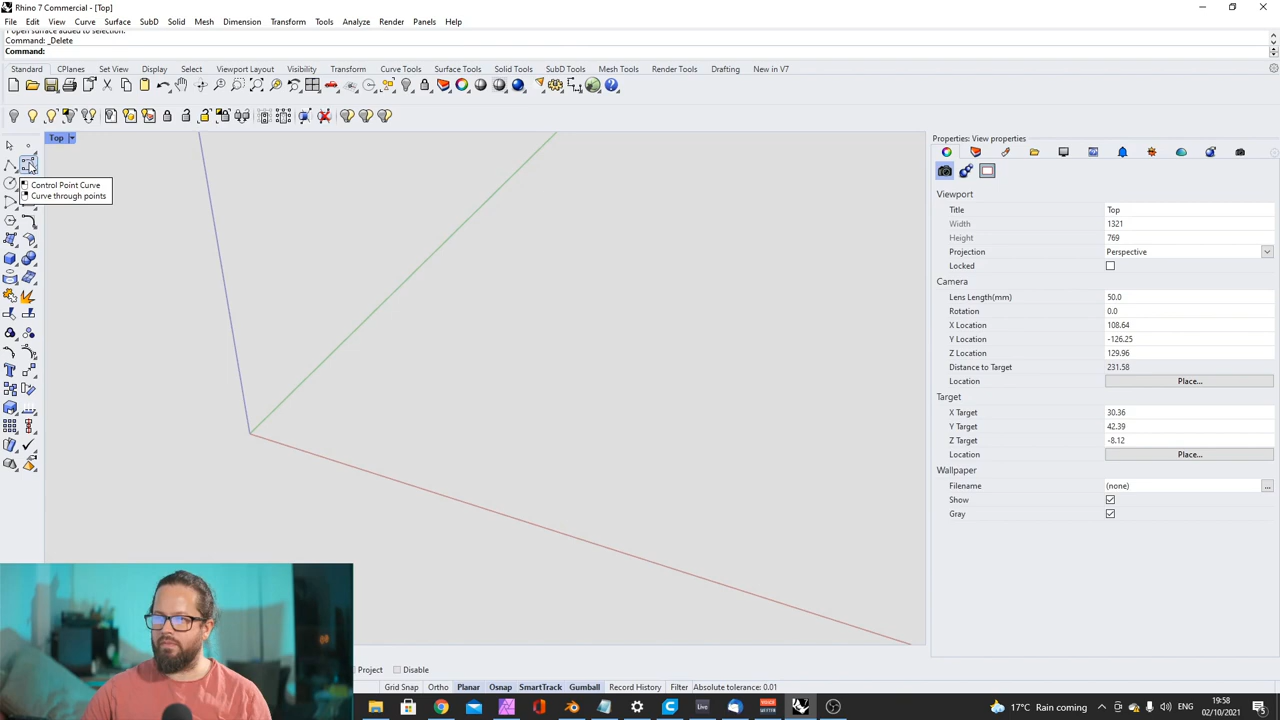 Rhino 7 Commercial - [Top]
File Edit View Curve Surface SubD Solid Mesh Dimension Transform Tools Analyze Render Panels Help
1 open surface added to selection.
Command: _Delete
Command:
Standard CPlanes Set View Display Select Viewport Layout Visibility Transform Curve Tools Surface Tools Solid Tools SubD Tools Mesh Tools Render Tools Drafting New in V7
Top
Control Point Curve
Curve through points
Properties: View properties
Viewport
Title Top
Width 1321
Height 769
Projection Perspective
Locked
Camera
Lens Length(mm) 50.0
Rotation 0.0
X Location 108.64
Y Location -126.25
Z Location 129.96
Distance to Target 231.58
Location Place...
Target
X Target 30.36
Y Target 42.39
Z Target -8.12
Location Place...
Wallpaper
Filename (none) ...
Show
Gray
Project Disable
Grid Snap Ortho Planar Osnap SmartTrack Gumball Record History Filter Absolute tolerance: 0.01
Live
17°C Rain coming
19:58
02/10/2021